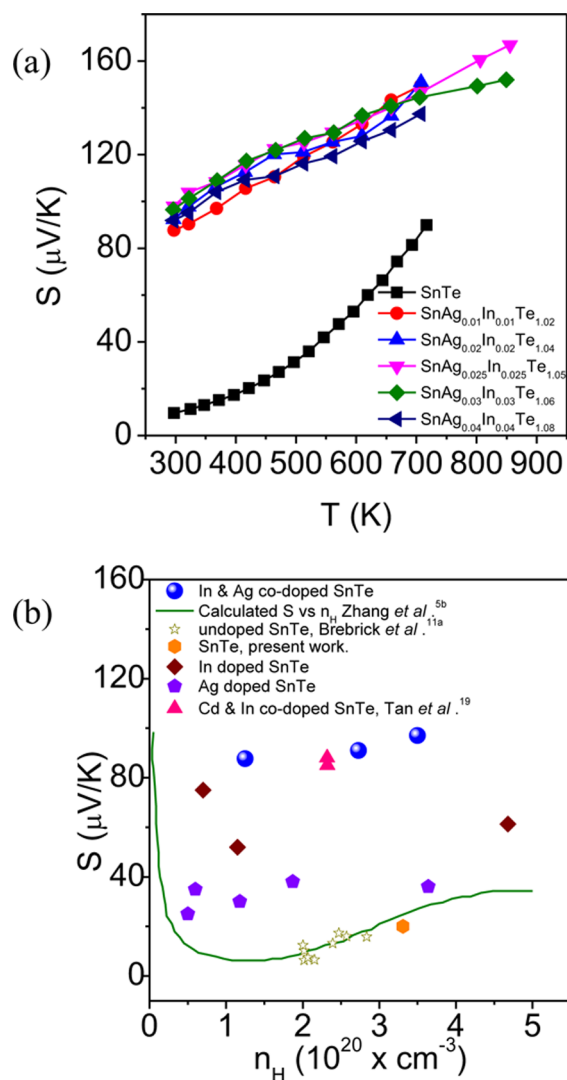 (a)
160
120
80
40
0
S (μV/K)
SnTe
SnAg0.01In0.01Te1.02
SnAg0.02In0.02Te1.04
SnAg0.025In0.025Te1.05
SnAg0.03In0.03Te1.06
SnAg0.04In0.04Te1.08
300 400 500 600 700 800 900
T (K)
(b)
160
120
80
40
0
S (μV/K)
In & Ag co-doped SnTe
Calculated S vs nH Zhang et al .5b
undoped SnTe, Brebrick et al .11a
SnTe, present work.
In doped SnTe
Ag doped SnTe
Cd & In co-doped SnTe, Tan et al .19
0 1 2 3 4 5
nH (10^20 x cm^-3)